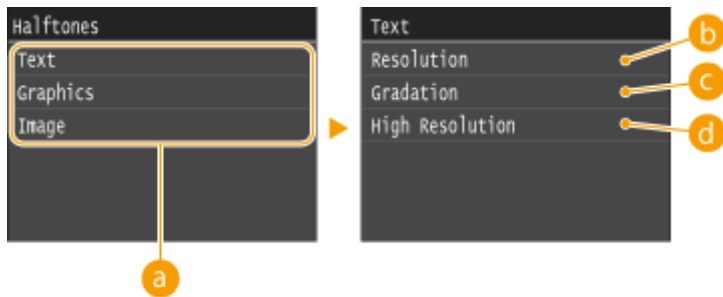 Halftones
Text
Graphics
Image
a
Text
Resolution
b
Gradation
c
High Resolution
d